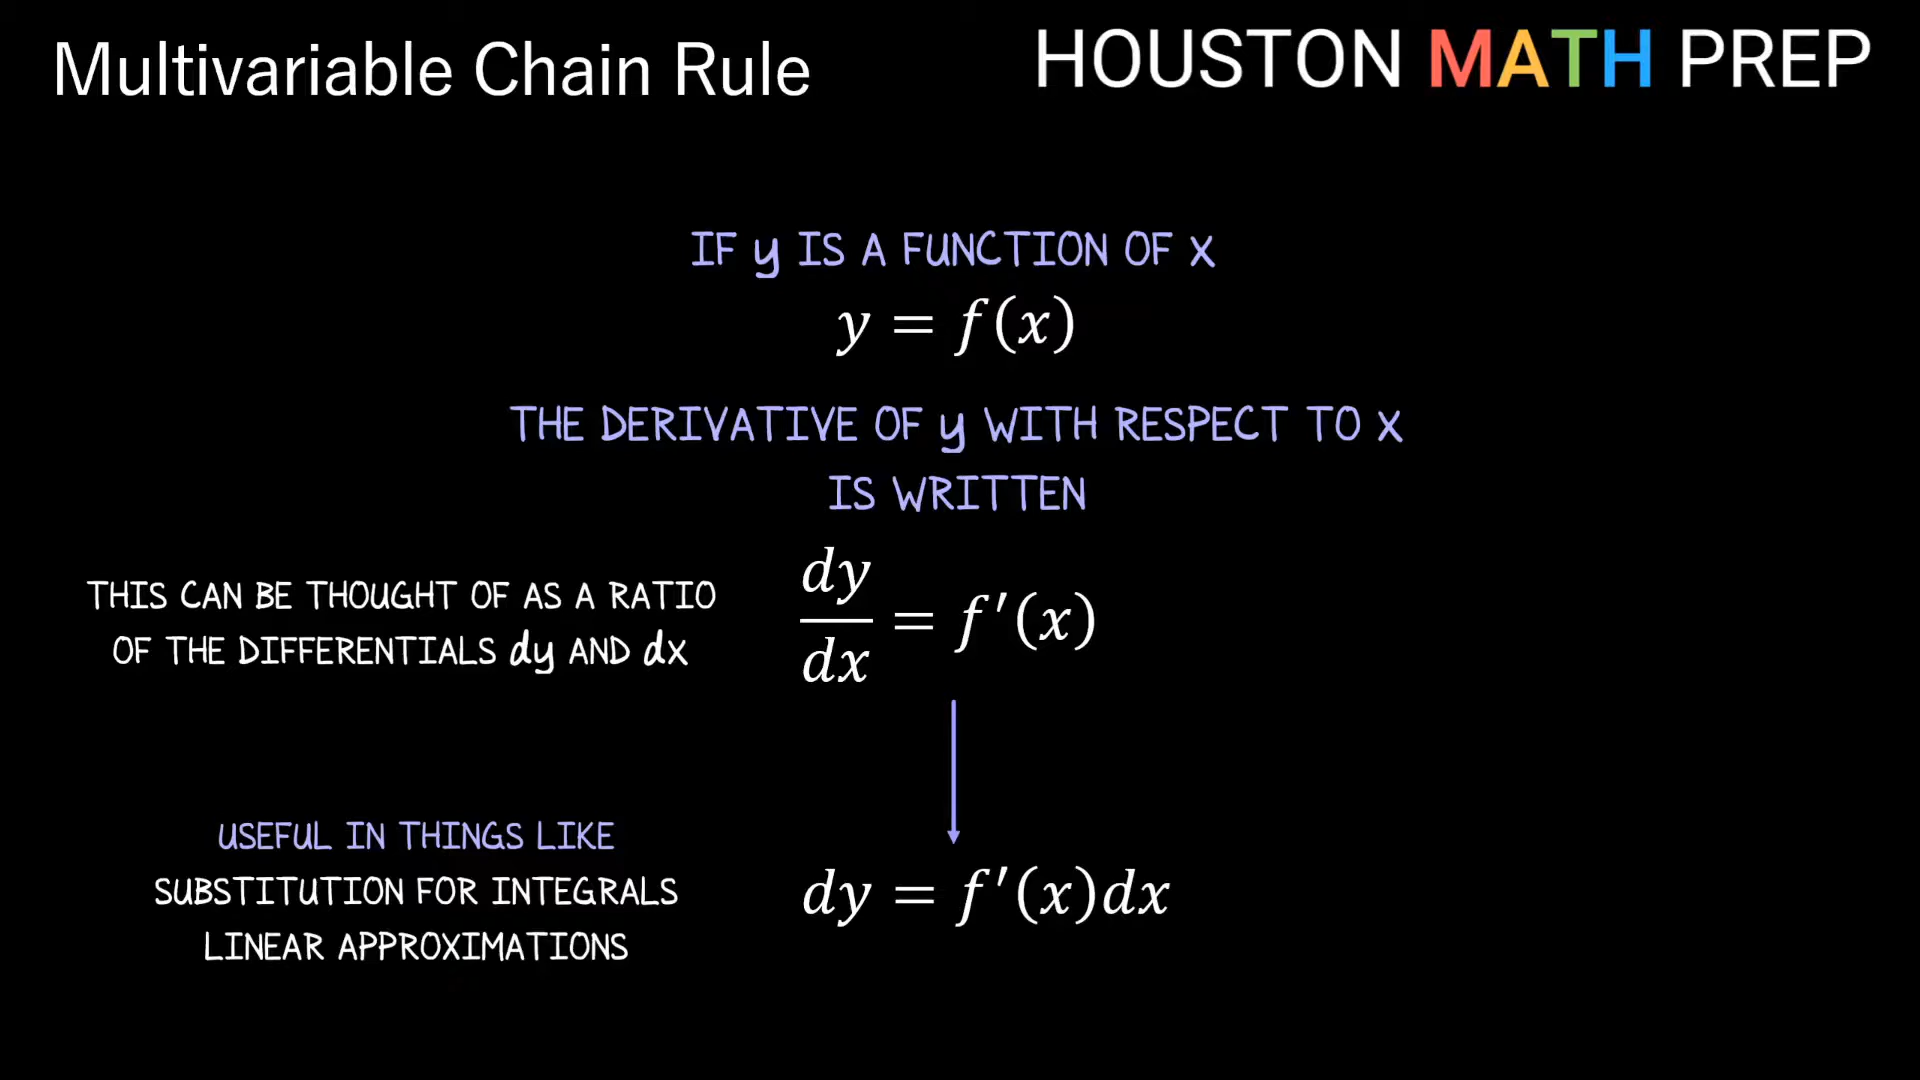 Multivariable Chain Rule
HOUSTON MATH PREP
IF y IS A FUNCTION OF X
y = f(x)
THE DERIVATIVE OF y WITH RESPECT TO X
IS WRITTEN
THIS CAN BE THOUGHT OF AS A RATIO
OF THE DIFFERENTIALS dy AND dx
dy/dx = f′(x)
USEFUL IN THINGS LIKE
SUBSTITUTION FOR INTEGRALS
LINEAR APPROXIMATIONS
dy = f′(x)dx